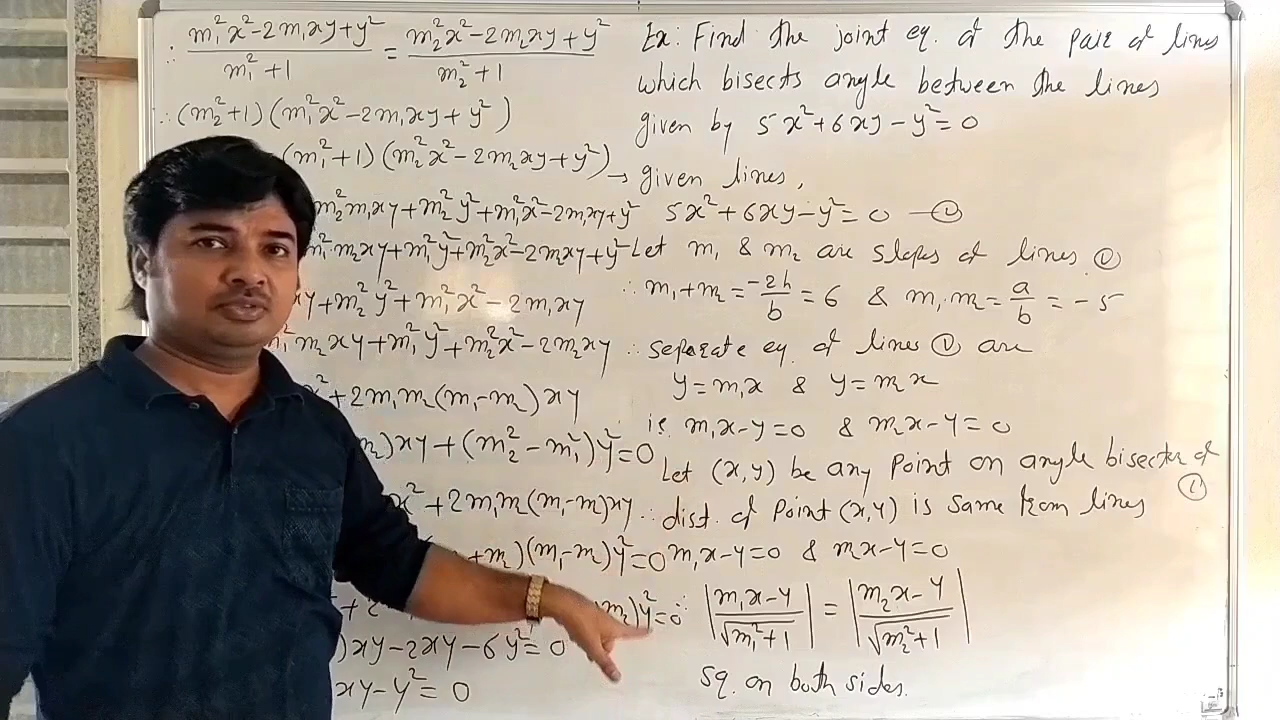 Ex: Find the joint eq. of the pair of lines
which bisects angle between the lines
given by 5x²+6xy-y²=0
→ given lines,
5x²+6xy-y²=0 —①
Let m₁ & m₂ are slopes of lines ①
∴ m₁+m₂ = -2h/b = 6 & m₁.m₂ = a/b = -5
∴ separate eq. of lines ① are
y=m₁x & y=m₂x
ie. m₁x-y=0 & m₂x-y=0
Let (x,y) be any point on angle bisector of ①
∴ dist. of point (x,y) is same from lines
m₁x-y=0 & m₂x-y=0
∴ |m₁x-y/√m₁²+1| = |m₂x-y/√m₂²+1|
sq. on both sides.
∴ m₁²x²-2m₁xy+y²/m₁²+1 = m₂²x²-2m₂xy+y²/m₂²+1
∴(m₂²+1)(m₁²x²-2m₁xy+y²)
(m₁²+1)(m₂²x²-2m₂xy+y²)
m₂²m₁xy+m₂²y²+m₁²x²-2m₁xy+y²
m₁²m₂xy+m₁²y²+m₂²x²-2m₂xy+y²
xy+m₂²y²+m₁²x²-2m₁xy
m₁²m₂xy+m₁²y²+m₂²x²-2m₂xy
+2m₁m₂(m₁-m₂)xy
)xy+(m₂²-m₁²)y²=0
x²+2m₁m₂(m₁-m₂)xy
+m₂)(m₁-m₂)y²=0
m₂)y²=0
)xy-2xy-6y²=0
xy-y²=0